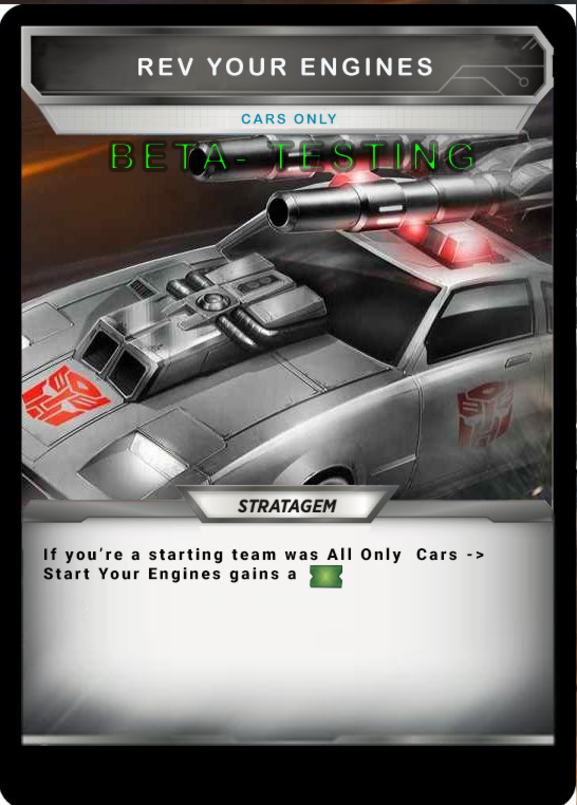 REV YOUR ENGINES
CARS ONLY
BETA- TESTING
STRATAGEM
If you're a starting team was All Only Cars ->
Start Your Engines gains a